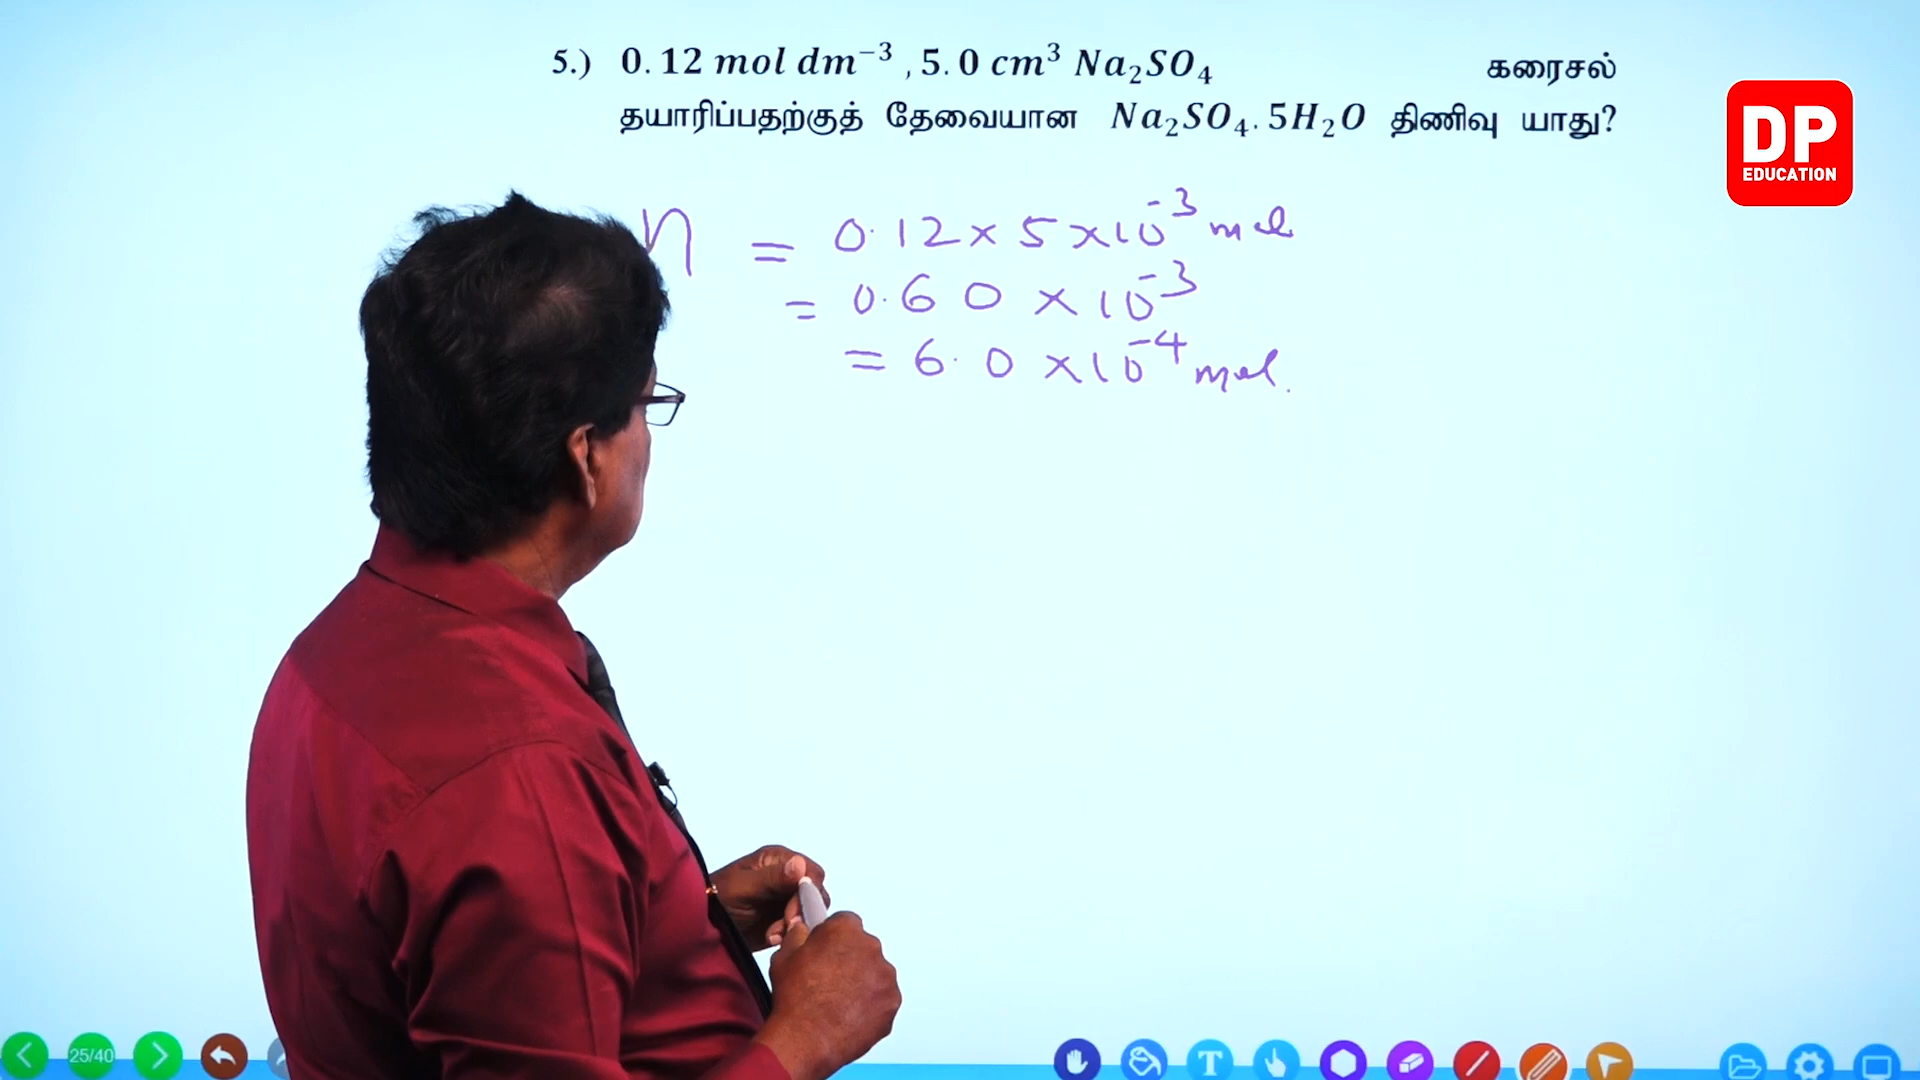 5.) 0.12 mol dm⁻³ , 5.0 cm³ Na₂SO₄ கரைசல்
தயாரிப்பதற்குத் தேவையான Na₂SO₄. 5H₂O திணிவு யாது?
DP
EDUCATION
n = 0.12 × 5 × 10⁻³ mol
= 0.60 × 10⁻³
= 6.0 × 10⁻⁴ mol.
25/40
T